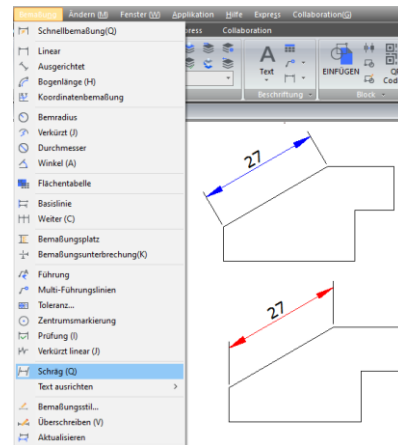 Bemaßung Ändern (M) Fenster (W) Applikation Hilfe Express Collaboration(G)
press Collaboration
Schnellbemaßung(Q)
Linear
Ausgerichtet
Bogenlänge (H)
Koordinatenbemaßung
Bemradius
Verkürzt (J)
Durchmesser
Winkel (A)
Flächentabelle
Basislinie
Weiter (C)
Bemaßungsplatz
Bemaßungsunterbrechung(K)
Führung
Multi-Führungslinien
Toleranz...
Zentrumsmarkierung
Prüfung (I)
Verkürzt linear (J)
Schräg (Q)
Text ausrichten
Bemaßungsstil...
Überschreiben (V)
Aktualisieren
Text
EINFÜGEN
Q
Cod
Beschriftung
Block
27
27